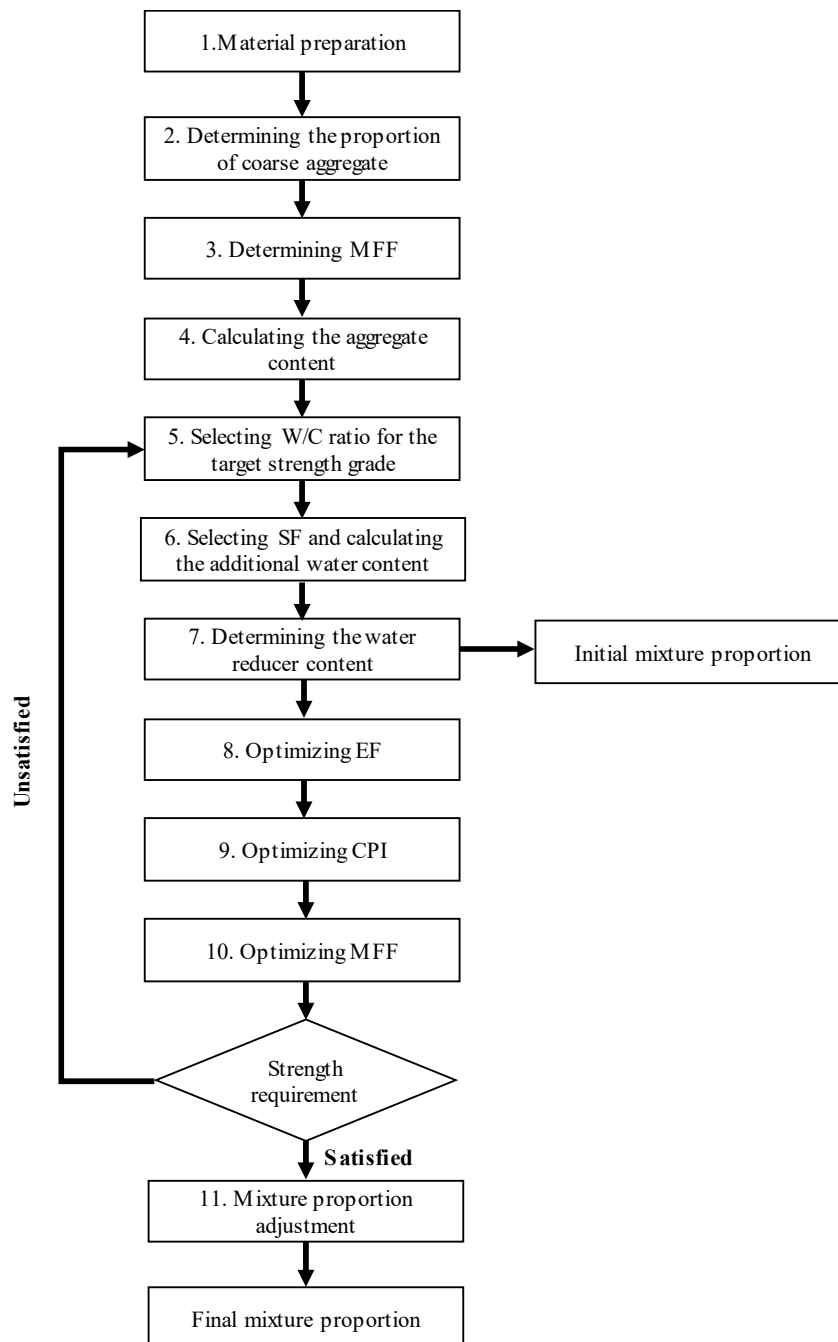 1.Material preparation
2. Determining the proportion
of coarse aggregate
3. Determining MFF
4. Calculating the aggregate
content
5. Selecting W/C ratio for the
target strength grade
6. Selecting SF and calculating
the additional water content
7. Determining the water
reducer content
Initial mixture proportion
8. Optimizing EF
9. Optimizing CPI
10. Optimizing MFF
Unsatisfied
Strength
requirement
Satisfied
11. Mixture proportion
adjustment
Final mixture proportion